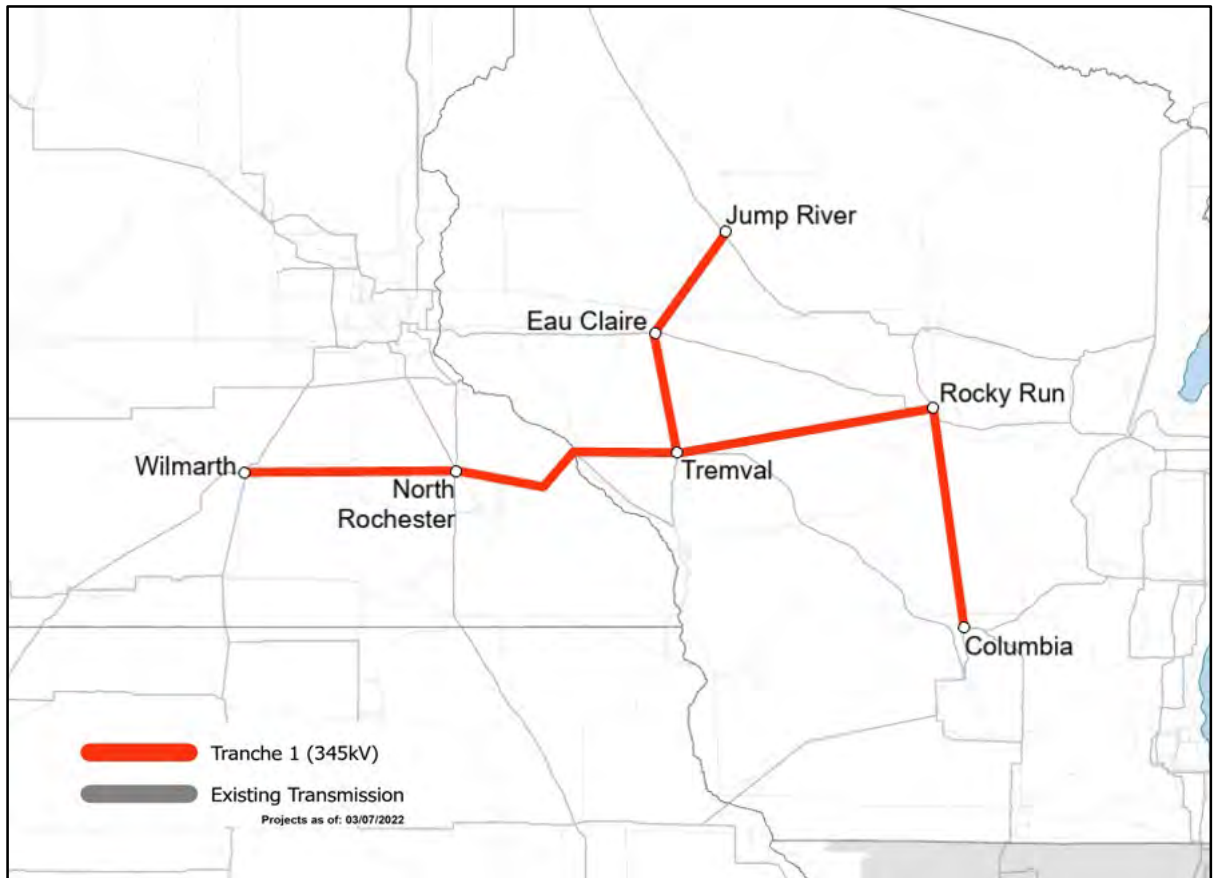 Jump River
Eau Claire
Rocky Run
Wilmarth
North
Rochester
Tremval
Columbia
Tranche 1 (345kV)
Existing Transmission
Projects as of: 03/07/2022